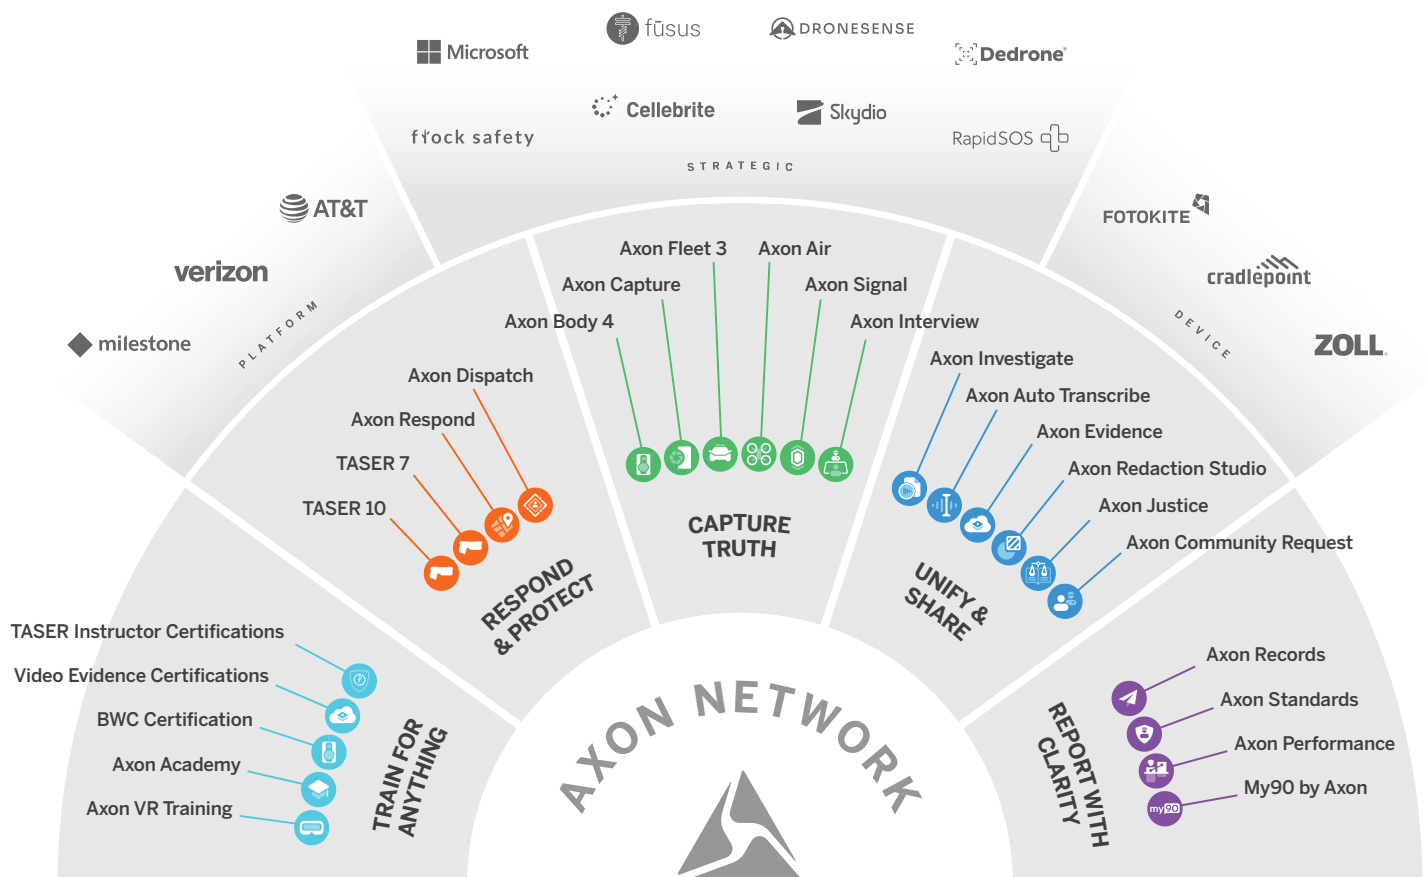 Microsoft
fūsus
DRONESENSE
Dedrone
flock safety
Cellebrite
Skydio
RapidSOS
STRATEGIC
AT&T
verizon
milestone
PLATFORM
FOTOKITE
cradlepoint
ZOLL
DEVICE
TASER Instructor Certifications
Video Evidence Certifications
BWC Certification
Axon Academy
Axon VR Training
TRAIN FOR
ANYTHING
Axon Dispatch
Axon Respond
TASER 7
TASER 10
RESPOND
& PROTECT
Axon Fleet 3
Axon Air
Axon Capture
Axon Signal
Axon Body 4
Axon Interview
CAPTURE
TRUTH
Axon Investigate
Axon Auto Transcribe
Axon Evidence
Axon Redaction Studio
Axon Justice
Axon Community Request
UNIFY &
SHARE
Axon Records
Axon Standards
Axon Performance
My90 by Axon
my90
REPORT WITH
CLARITY
AXON NETWORK